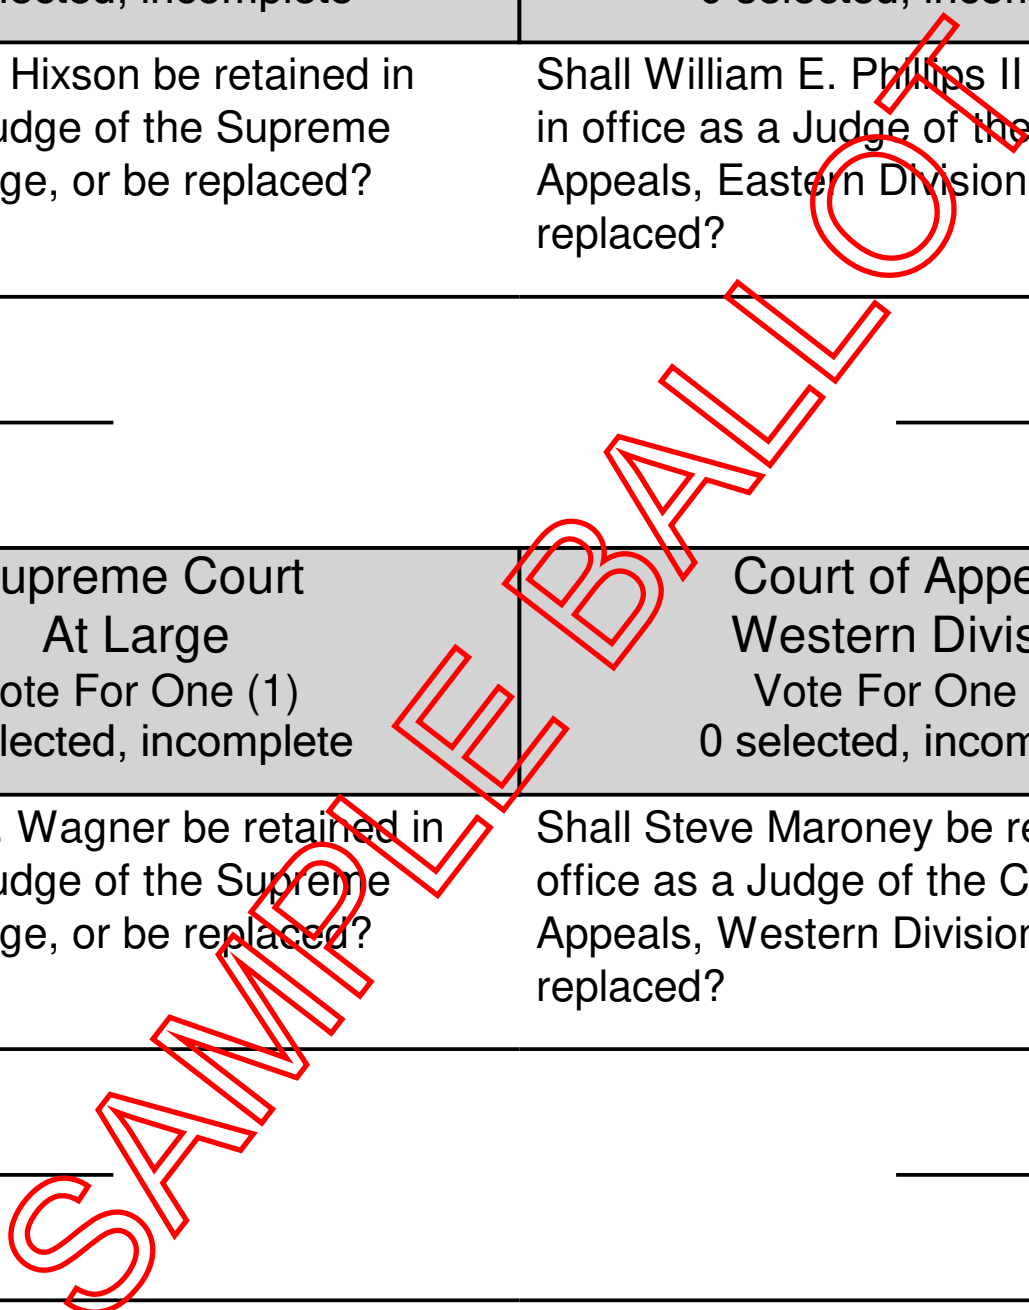 Hixson be retained in
udge of the Supreme
ge, or be replaced?
Shall William E. Phillips II
in office as a Judge of the
Appeals, Eastern Division
replaced?
upreme Court
At Large
ote For One (1)
lected, incomplete
Court of Appe
Western Divis
Vote For One
0 selected, incom
. Wagner be retained in
udge of the Supreme
ge, or be replaced?
Shall Steve Maroney be re
office as a Judge of the C
Appeals, Western Division
replaced?
SAMPLE BALLOT